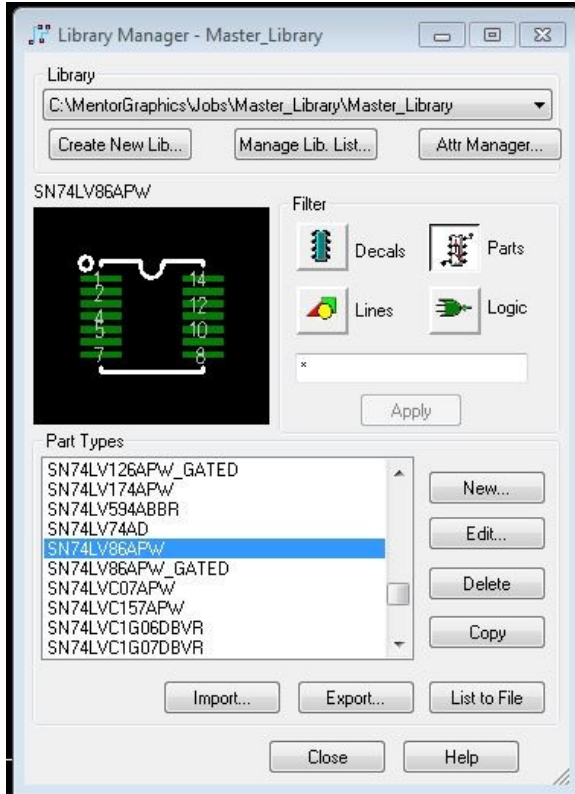 Library Manager - Master_Library
Library
C:\MentorGraphics\Jobs\Master_Library\Master_Library
Create New Lib... Manage Lib. List... Attr Manager...
SN74LV86APW
Filter
1 14
2
12
4
5 10
7 8
Decals Parts
Lines Logic
*
Apply
Part Types
SN74LV126APW_GATED
SN74LV174APW
SN74LV594ABBR
SN74LV74AD
SN74LV86APW
SN74LV86APW_GATED
SN74LVC07APW
SN74LVC157APW
SN74LVC1G06DBVR
SN74LVC1G07DBVR
New...
Edit...
Delete
Copy
Import... Export... List to File
Close Help